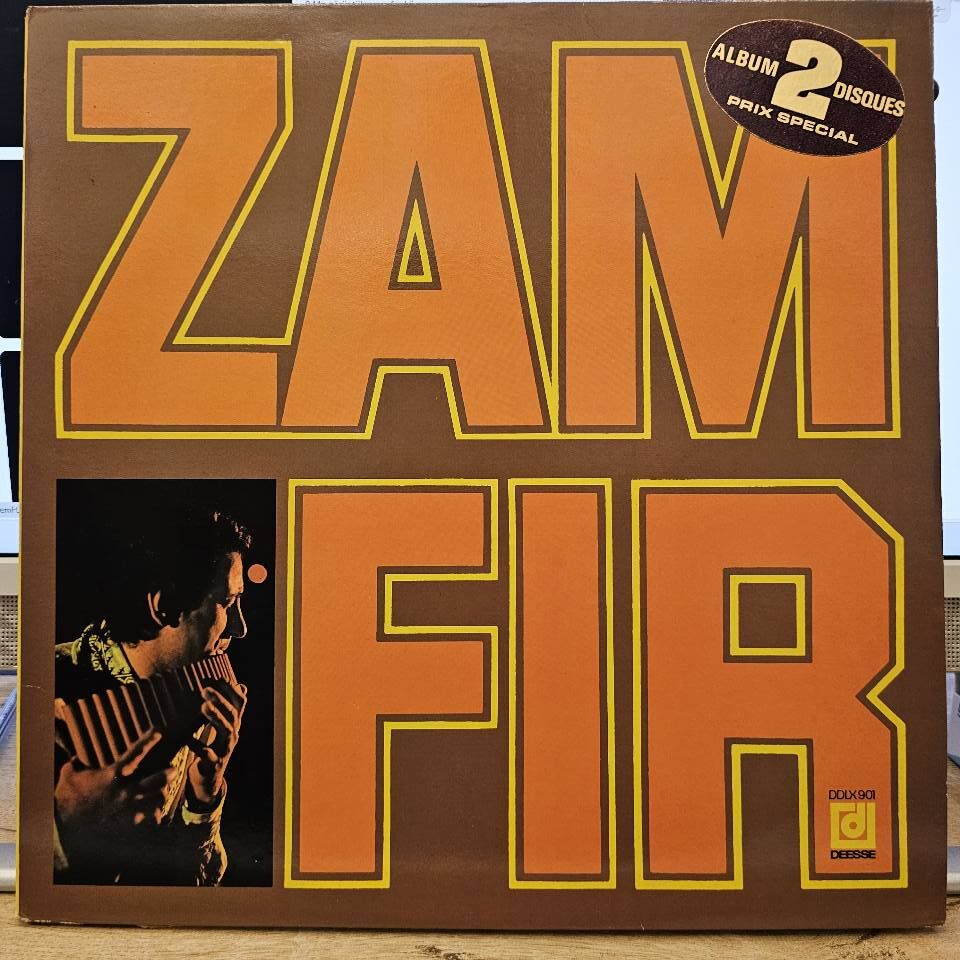 ZAM
ALBUM 2 DISQUES
PRIX SPECIAL
FIR
DDLX 901
d
DEESSE